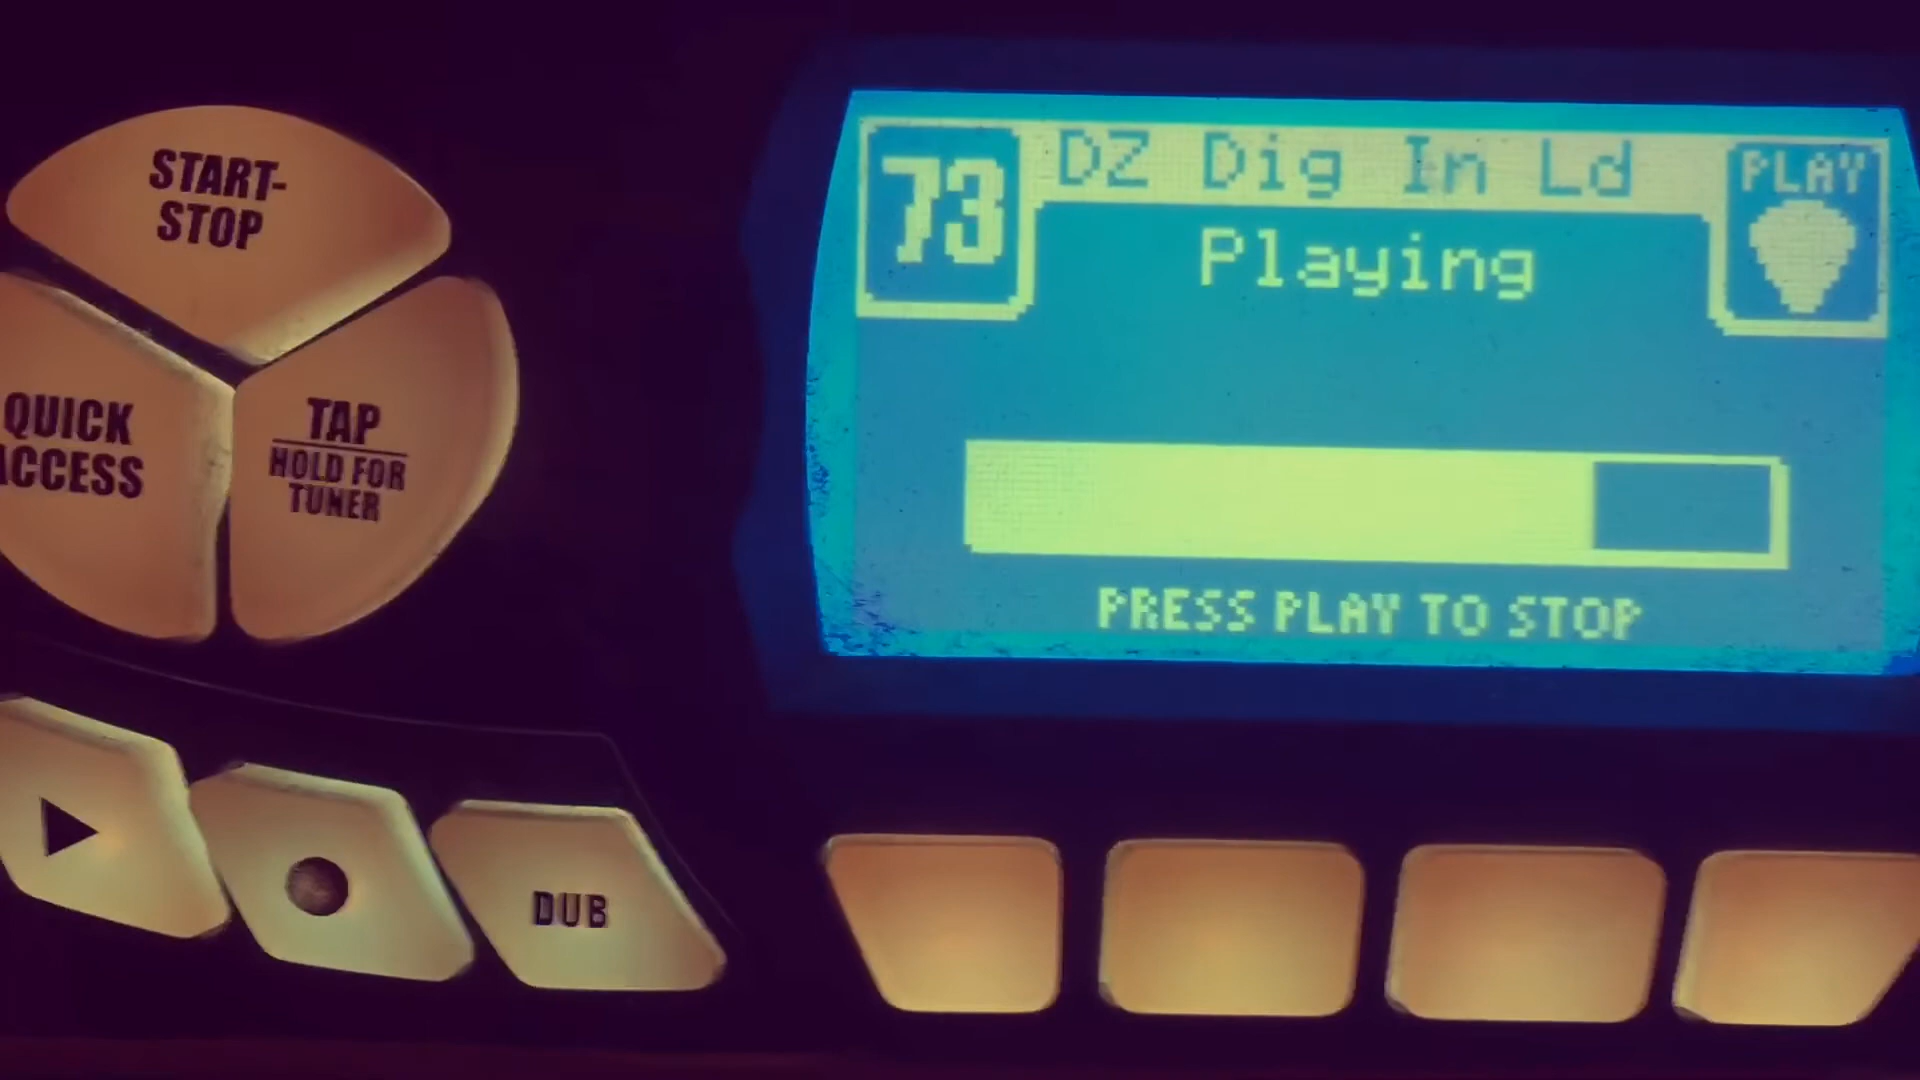 START-
STOP
QUICK
ACCESS
TAP
HOLD FOR
TUNER
DUB
73
DZ Dig In Ld
PLAY
Playing
PRESS PLAY TO STOP